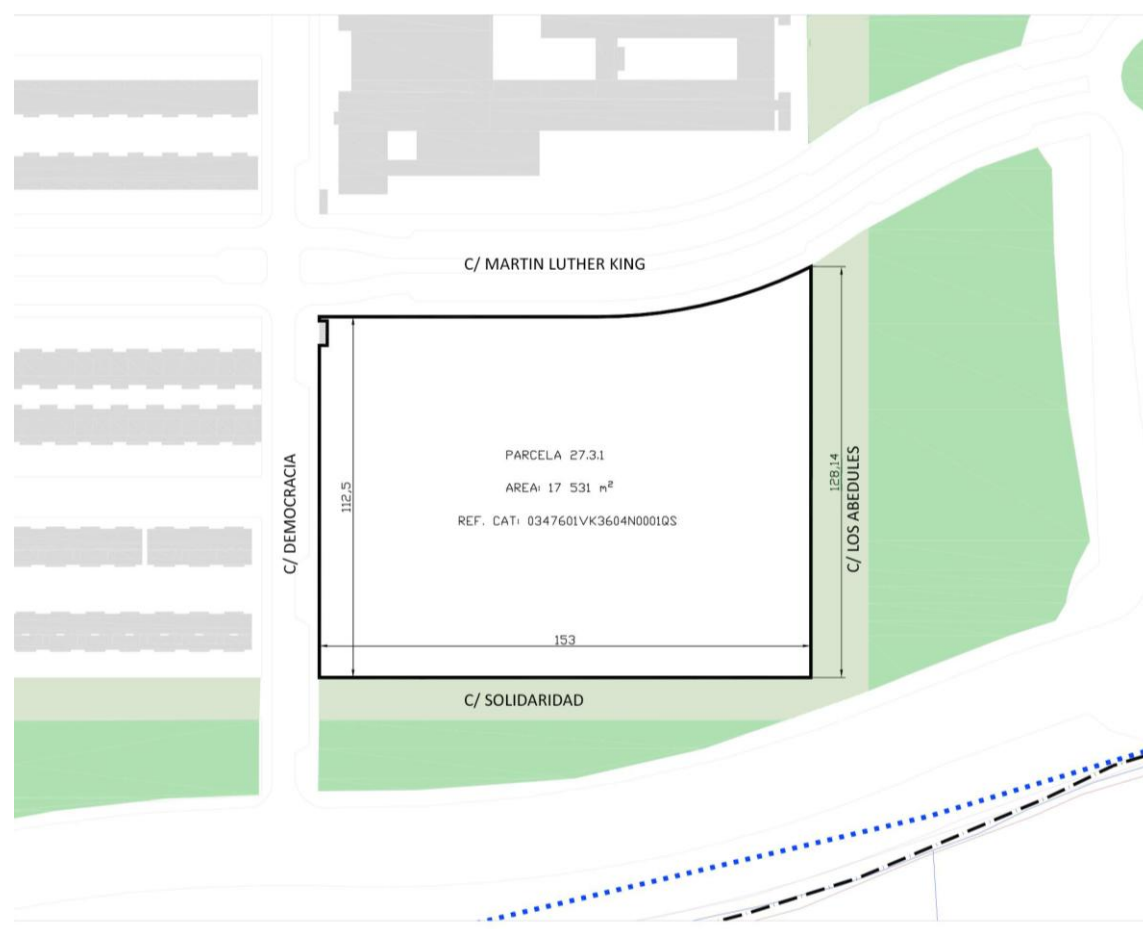 C/ MARTIN LUTHER KING
PARCELA 27.3.1
AREA: 17 531 m²
REF. CAT: 0347601VK3604N0001QS
C/ DEMOCRACIA
112,5
128,14
C/ LOS ABEDULES
153
C/ SOLIDARIDAD